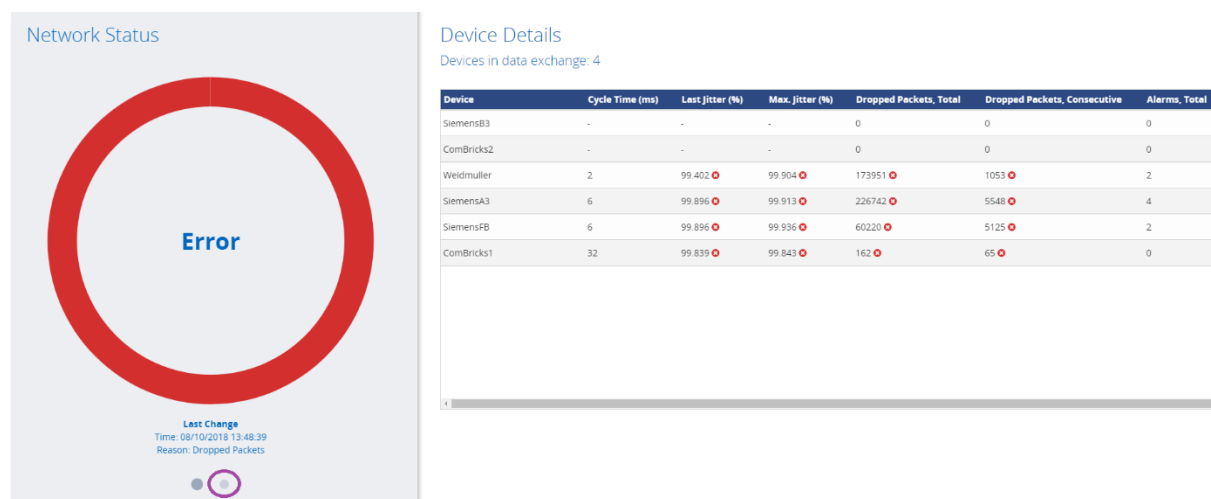 Network Status
Error
Last Change
Time: 08/10/2018 13:48:39
Reason: Dropped Packets
Device Details
Devices in data exchange: 4
Device Cycle Time (ms) Last Jitter (%) Max. Jitter (%) Dropped Packets, Total Dropped Packets, Consecutive Alarms, Total
SiemensB3 - - - 0 0 0
ComBricks2 - - - 0 0 0
Weidmuller 2 99.402 99.904 173951 1053 2
SiemensA3 6 99.896 99.913 226742 5548 4
SiemensFB 6 99.896 99.936 60220 5125 2
ComBricks1 32 99.839 99.843 162 65 0